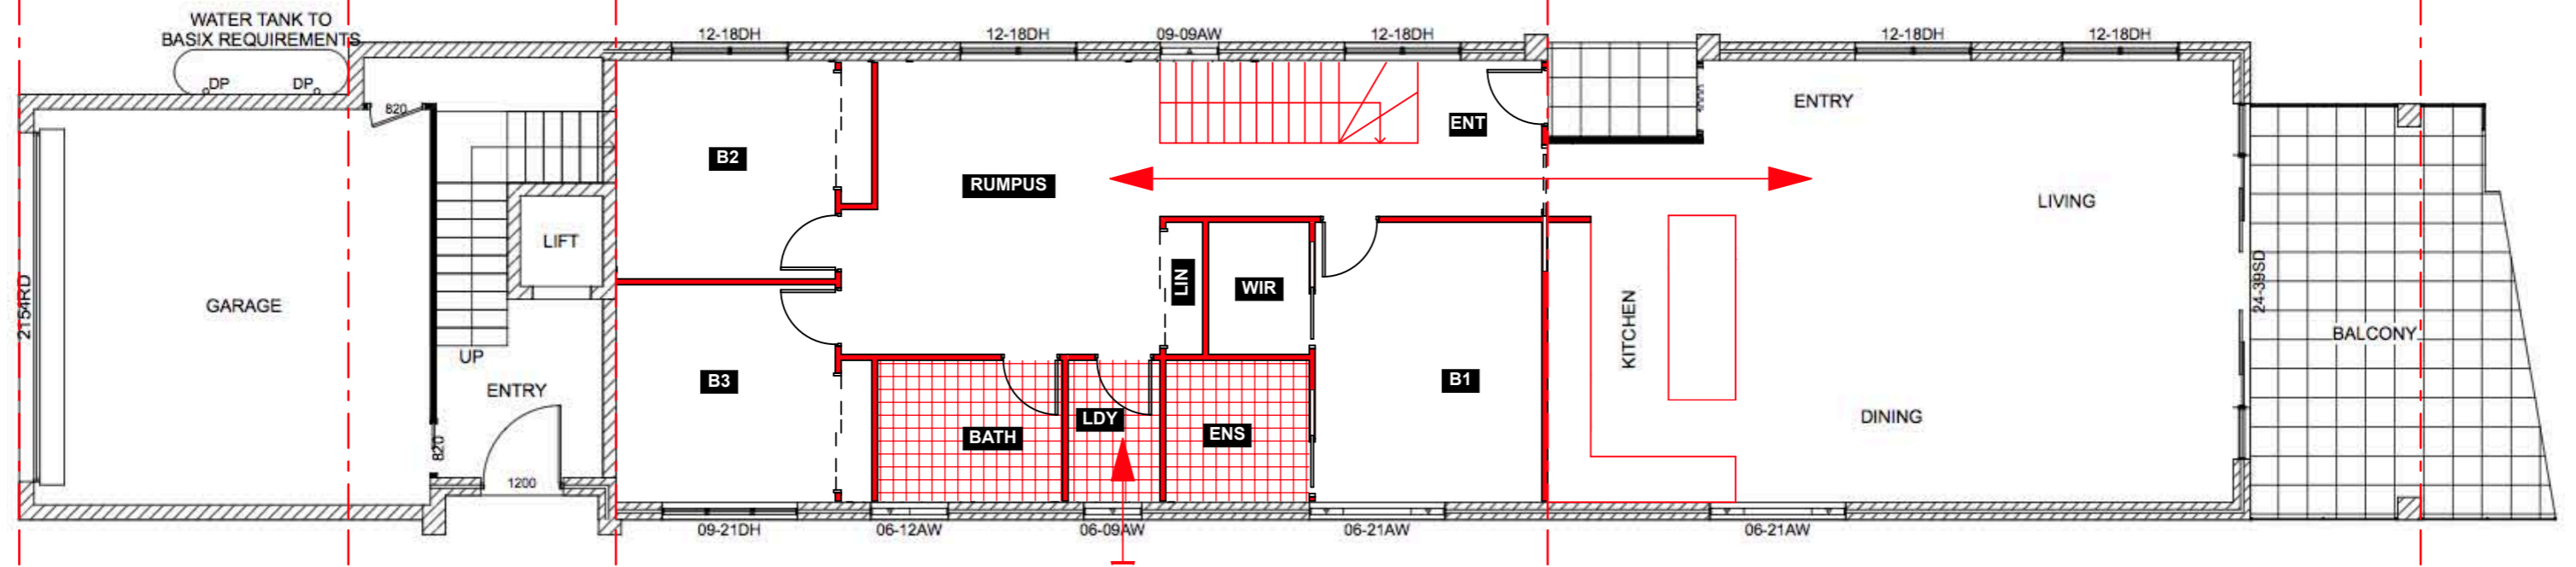 WATER TANK TO
BASIX REQUIREMENTS
DP
DP
12-18DH
12-18DH
09-09AW
12-18DH
12-18DH
12-18DH
820
ENTRY
ENT
B2
RUMPUS
LIVING
LIFT
LIN
WIR
GARAGE
2154RD
24-39SD
KITCHEN
BALCONY
UP
ENTRY
B3
B1
LDY
BATH
ENS
DINING
820
1200
09-21DH
06-12AW
06-09AW
06-21AW
06-21AW